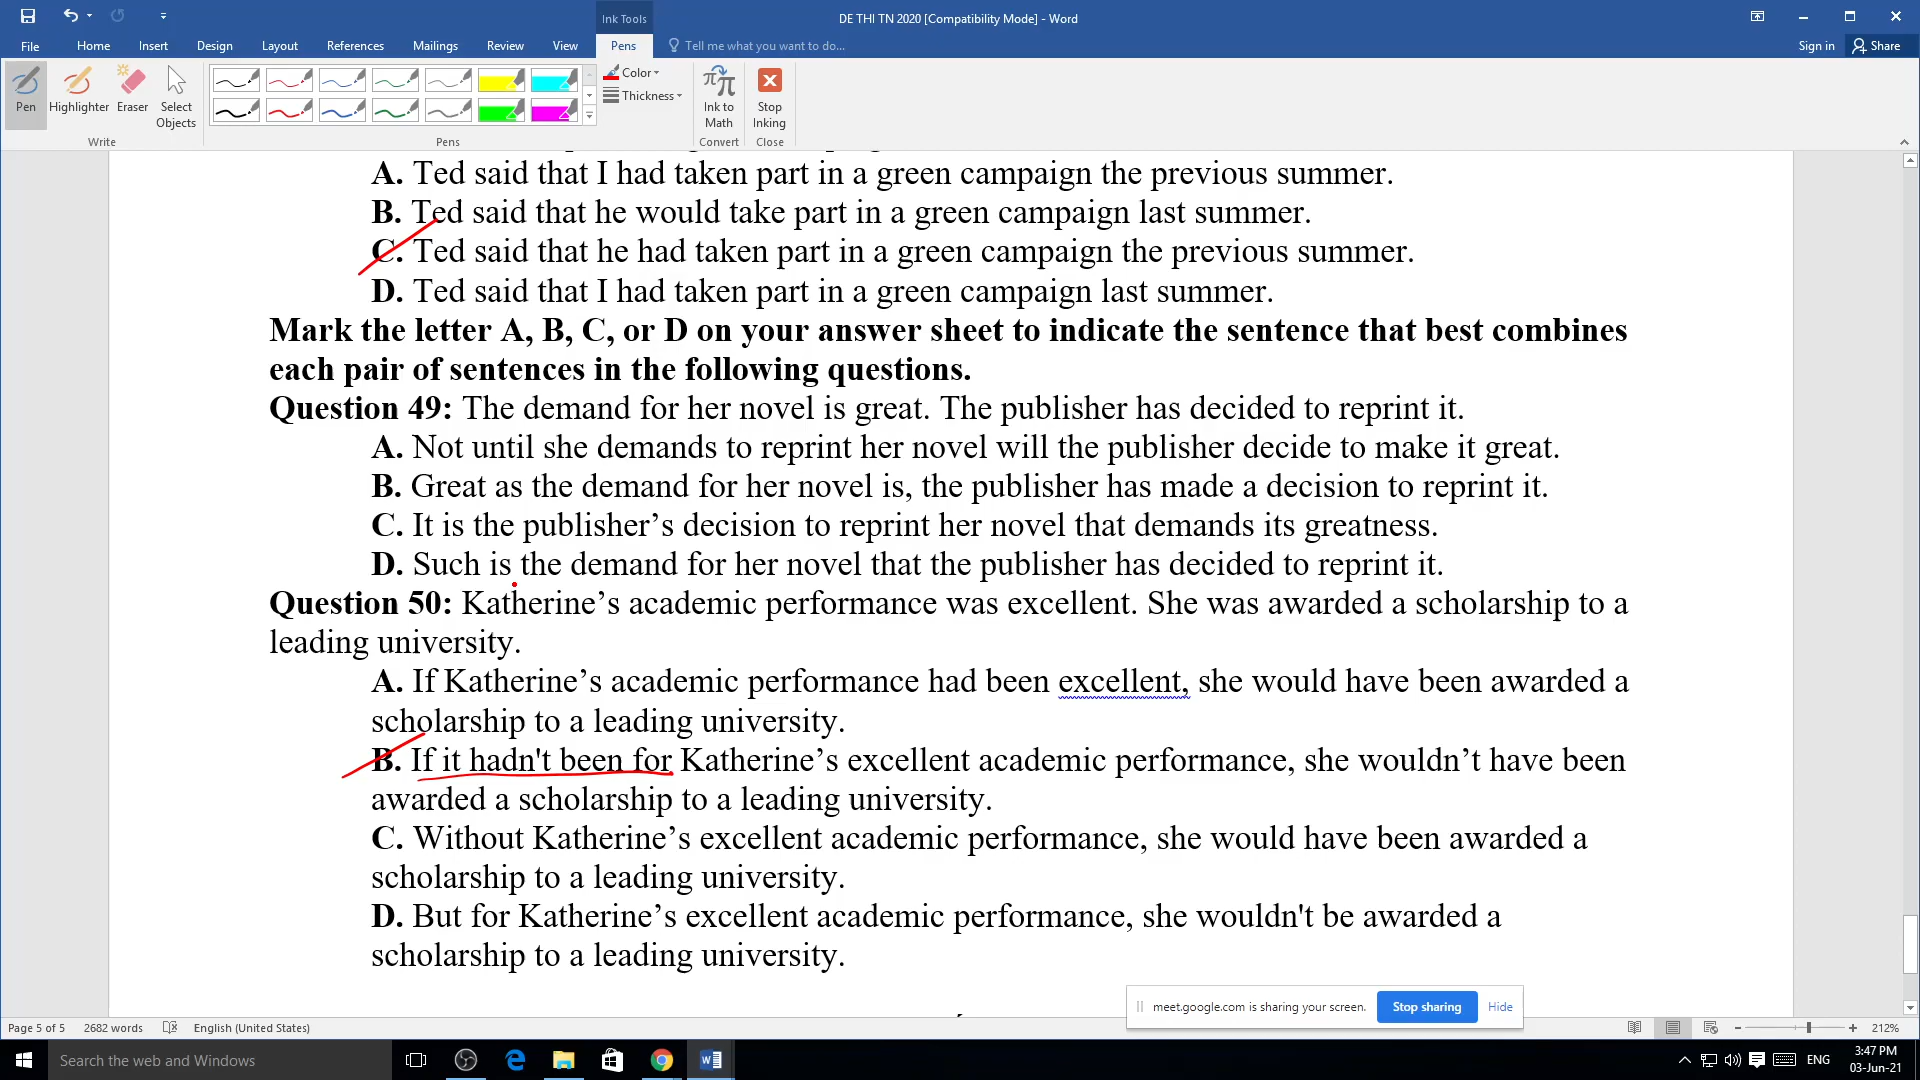 Ink Tools
DE THI TN 2020 [Compatibility Mode] - Word
File Home Insert Design Layout References Mailings Review View Pens Tell me what you want to do... Sign in Share
Pen Highlighter Eraser Select Objects
Color
Thickness
Ink to Math
Stop Inking
Write Pens Convert Close
A. Ted said that I had taken part in a green campaign the previous summer.
B. Ted said that he would take part in a green campaign last summer.
C. Ted said that he had taken part in a green campaign the previous summer.
D. Ted said that I had taken part in a green campaign last summer.
Mark the letter A, B, C, or D on your answer sheet to indicate the sentence that best combines
each pair of sentences in the following questions.
Question 49: The demand for her novel is great. The publisher has decided to reprint it.
A. Not until she demands to reprint her novel will the publisher decide to make it great.
B. Great as the demand for her novel is, the publisher has made a decision to reprint it.
C. It is the publisher’s decision to reprint her novel that demands its greatness.
D. Such is the demand for her novel that the publisher has decided to reprint it.
Question 50: Katherine’s academic performance was excellent. She was awarded a scholarship to a
leading university.
A. If Katherine’s academic performance had been excellent, she would have been awarded a
scholarship to a leading university.
B. If it hadn't been for Katherine’s excellent academic performance, she wouldn’t have been
awarded a scholarship to a leading university.
C. Without Katherine’s excellent academic performance, she would have been awarded a
scholarship to a leading university.
D. But for Katherine’s excellent academic performance, she wouldn't be awarded a
scholarship to a leading university.
meet.google.com is sharing your screen. Stop sharing Hide
Page 5 of 5 2682 words English (United States) 212%
Search the web and Windows
ENG
3:47 PM
03-Jun-21